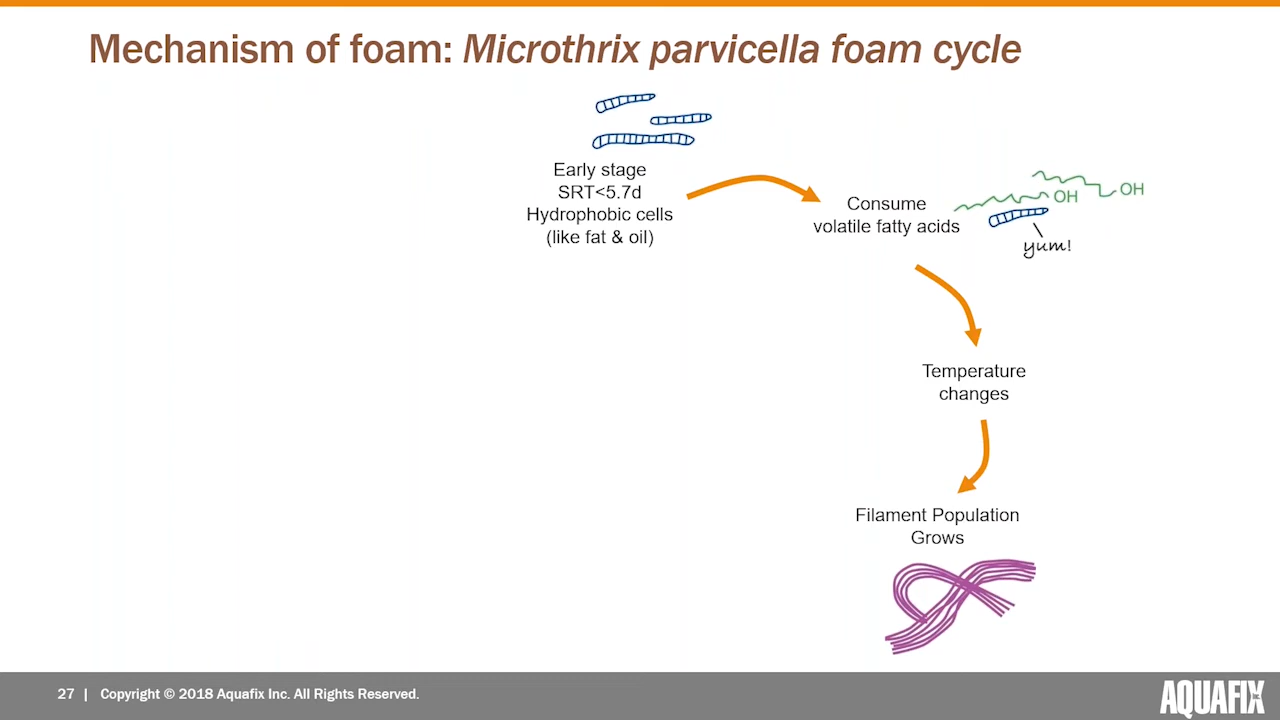 Mechanism of foam: Microthrix parvicella foam cycle
Early stage
SRT<5.7d
Hydrophobic cells
(like fat & oil)
Consume
volatile fatty acids
OH
OH
yum!
Temperature
changes
Filament Population
Grows
27 | Copyright © 2018 Aquafix Inc. All Rights Reserved.
AQUAFIX INC.